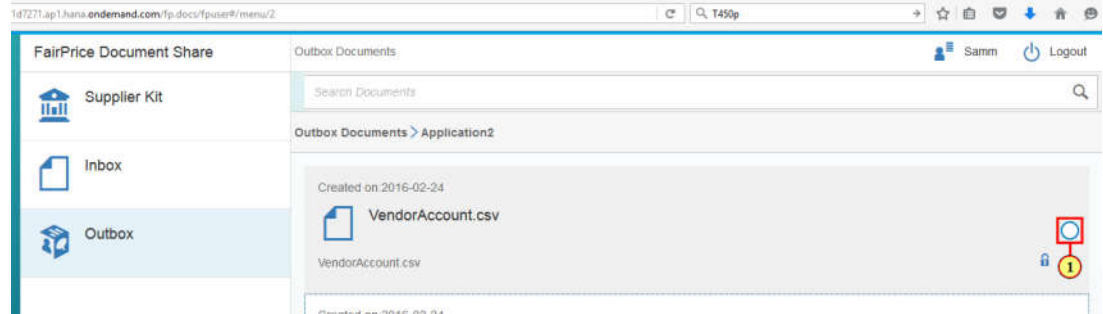 1d7271.ap1.hana.ondemand.com/fp.docs/fpuser#/menu/2
T450p
FairPrice Document Share
Outbox Documents
Samm
Logout
Supplier Kit
Search Documents
Outbox Documents > Application2
Inbox
Created on:2016-02-24
VendorAccount.csv
Outbox
VendorAccount.csv
1
Created on:2016-02-24